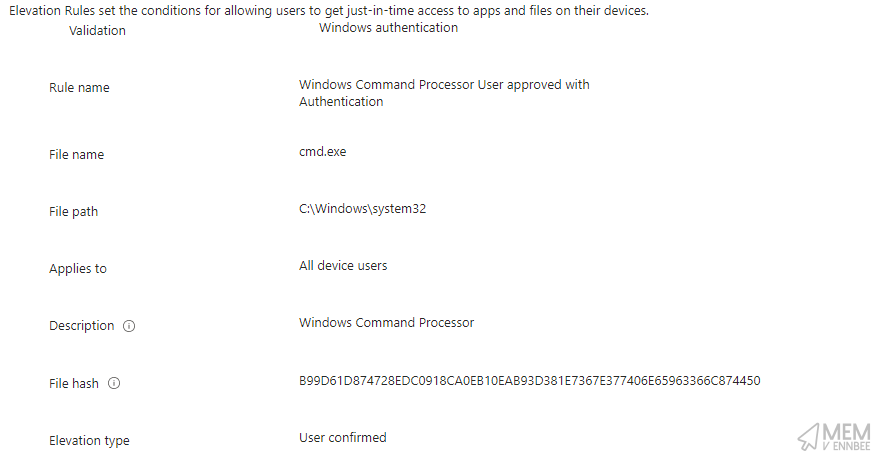 Elevation Rules set the conditions for allowing users to get just-in-time access to apps and files on their devices.
Validation Windows authentication
Rule name Windows Command Processor User approved with
Authentication
File name cmd.exe
File path C:\Windows\system32
Applies to All device users
Description Windows Command Processor
File hash B99D61D874728EDC0918CA0EB10EAB93D381E7367E377406E65963366C874450
Elevation type User confirmed
MEM
V ENNBEE